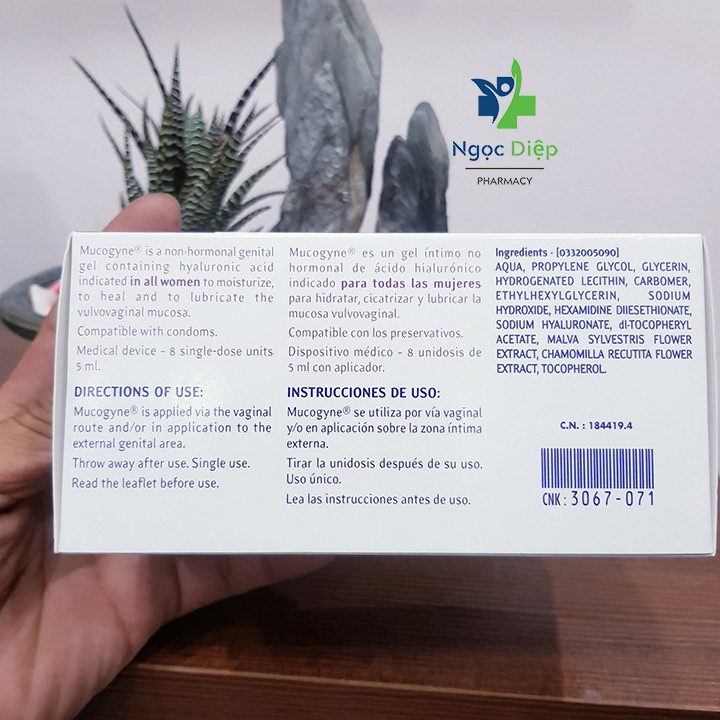 Ngọc Diệp
PHARMACY
Mucogyne® is a non-hormonal genital
gel containing hyaluronic acid
indicated in all women to moisturize,
to heal and to lubricate the
vulvovaginal mucosa.
Compatible with condoms.
Medical device - 8 single-dose units
5 ml.
DIRECTIONS OF USE:
Mucogyne® is applied via the vaginal
route and/or in application to the
external genital area.
Throw away after use. Single use.
Read the leaflet before use.
Mucogyne® es un gel íntimo no
hormonal de ácido hialurónico
indicado para todas las mujeres
para hidratar, cicatrizar y lubricar la
mucosa vulvovaginal.
Compatible con los preservativos.
Dispositivo médico - 8 unidosis de
5 ml con aplicador.
INSTRUCCIONES DE USO:
Mucogyne® se utiliza por vía vaginal
y/o en aplicación sobre la zona íntima
externa.
Tirar la unidosis después de su uso.
Uso único.
Lea las instrucciones antes de uso.
Ingredients - [0332005090]
AQUA, PROPYLENE GLYCOL, GLYCERIN,
HYDROGENATED LECITHIN, CARBOMER,
ETHYLHEXYLGLYCERIN, SODIUM
HYDROXIDE, HEXAMIDINE DIISETHIONATE,
SODIUM HYALURONATE, dl-TOCOPHERYL
ACETATE, MALVA SYLVESTRIS FLOWER
EXTRACT, CHAMOMILLA RECUTITA FLOWER
EXTRACT, TOCOPHEROL.
C.N. : 184419.4
CNK : 3067-071